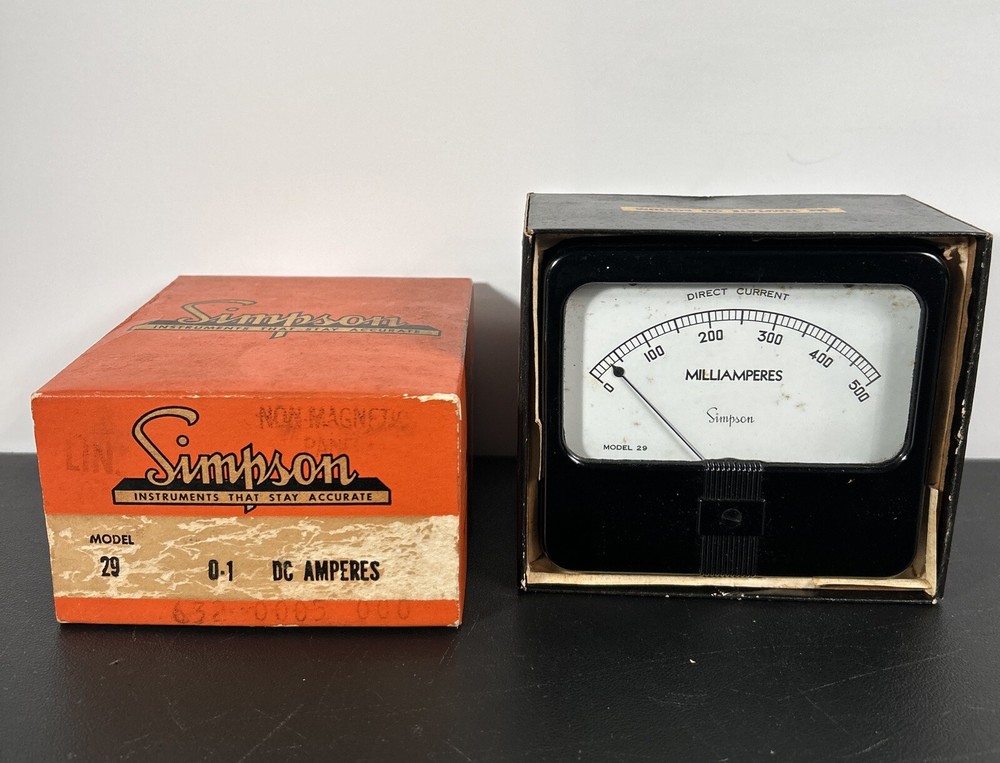 Simpson
INSTRUMENTS THAT STAY ACCURATE
NON-MAGNETIC
LIN.
Simpson
INSTRUMENTS THAT STAY ACCURATE
MODEL
29 0-1 DC AMPERES
632 0005 000
DIRECT CURRENT
0 100 200 300 400 500
MILLIAMPERES
Simpson
MODEL 29